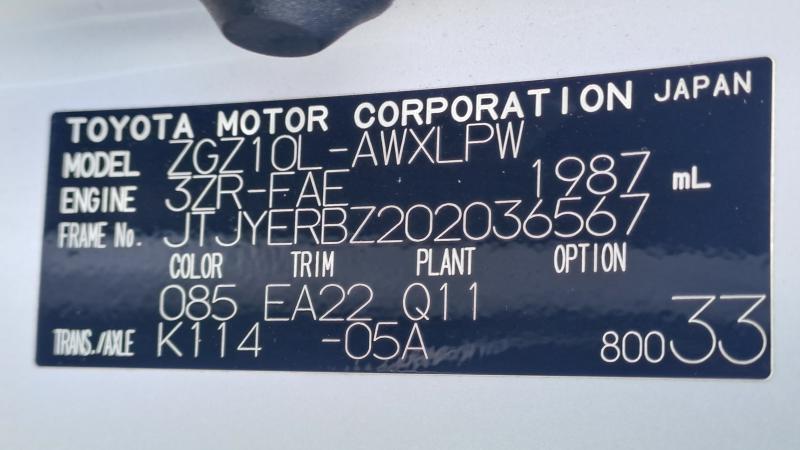 TOYOTA MOTOR CORPORATION JAPAN
MODEL ZGZ10L-AWXLPW
ENGINE 3ZR-FAE 1987 mL
FRAME No. JTJYERBZ202036567
COLOR TRIM PLANT OPTION
085 EA22 Q11
TRANS./AXLE K114 -05A 80033